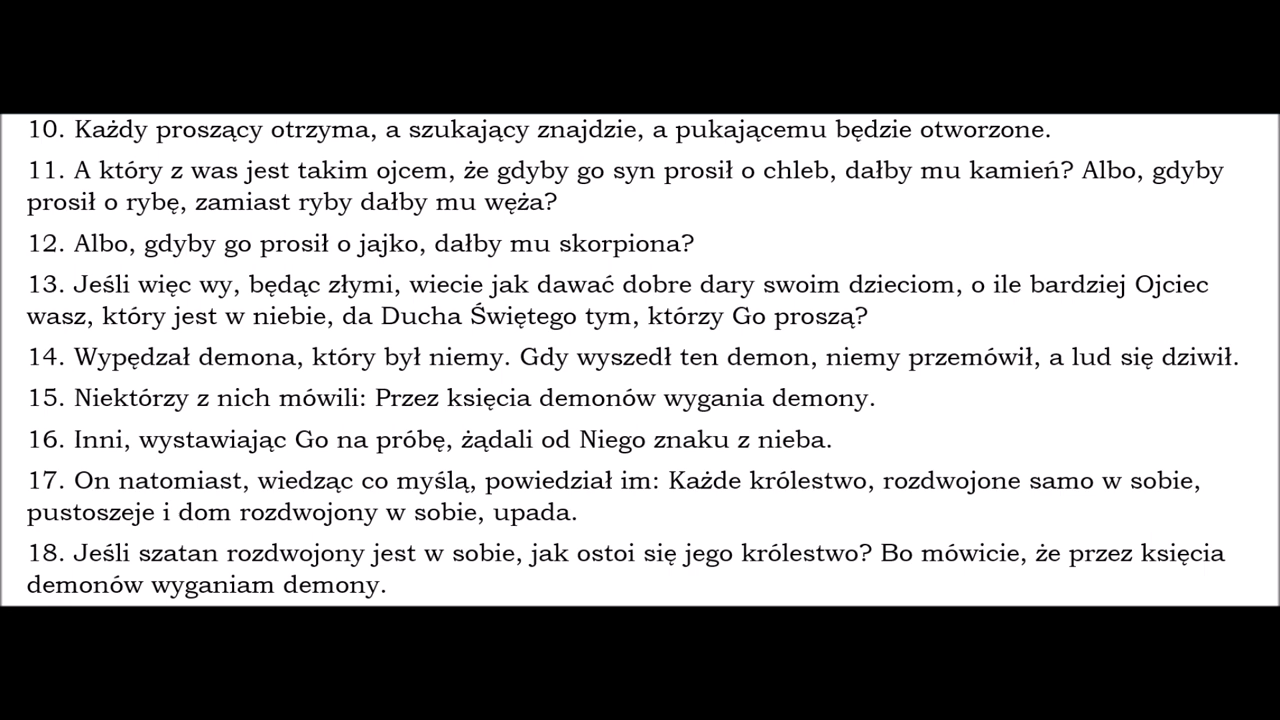 10. Każdy proszący otrzyma, a szukający znajdzie, a pukającemu będzie otworzone.
11. A który z was jest takim ojcem, że gdyby go syn prosił o chleb, dałby mu kamień? Albo, gdyby
prosił o rybę, zamiast ryby dałby mu węża?
12. Albo, gdyby go prosił o jajko, dałby mu skorpiona?
13. Jeśli więc wy, będąc złymi, wiecie jak dawać dobre dary swoim dzieciom, o ile bardziej Ojciec
wasz, który jest w niebie, da Ducha Świętego tym, którzy Go proszą?
14. Wypędzał demona, który był niemy. Gdy wyszedł ten demon, niemy przemówił, a lud się dziwił.
15. Niektórzy z nich mówili: Przez księcia demonów wygania demony.
16. Inni, wystawiając Go na próbę, żądali od Niego znaku z nieba.
17. On natomiast, wiedząc co myślą, powiedział im: Każde królestwo, rozdwojone samo w sobie,
pustoszeje i dom rozdwojony w sobie, upada.
18. Jeśli szatan rozdwojony jest w sobie, jak ostoi się jego królestwo? Bo mówicie, że przez księcia
demonów wyganiam demony.